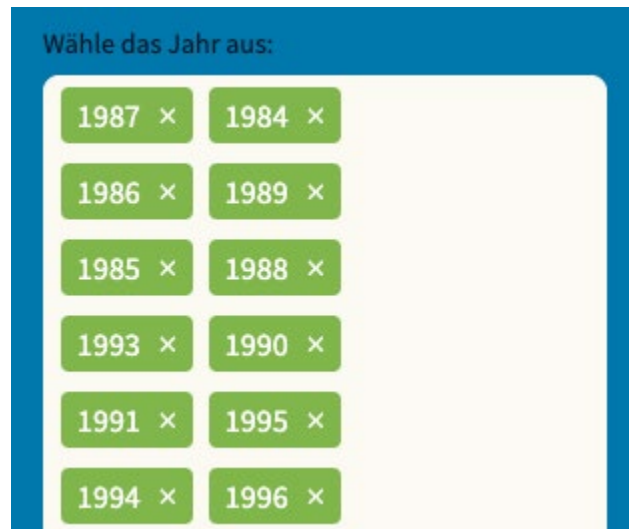 Wähle das Jahr aus:
1987 × 1984 ×
1986 × 1989 ×
1985 × 1988 ×
1993 × 1990 ×
1991 × 1995 ×
1994 × 1996 ×